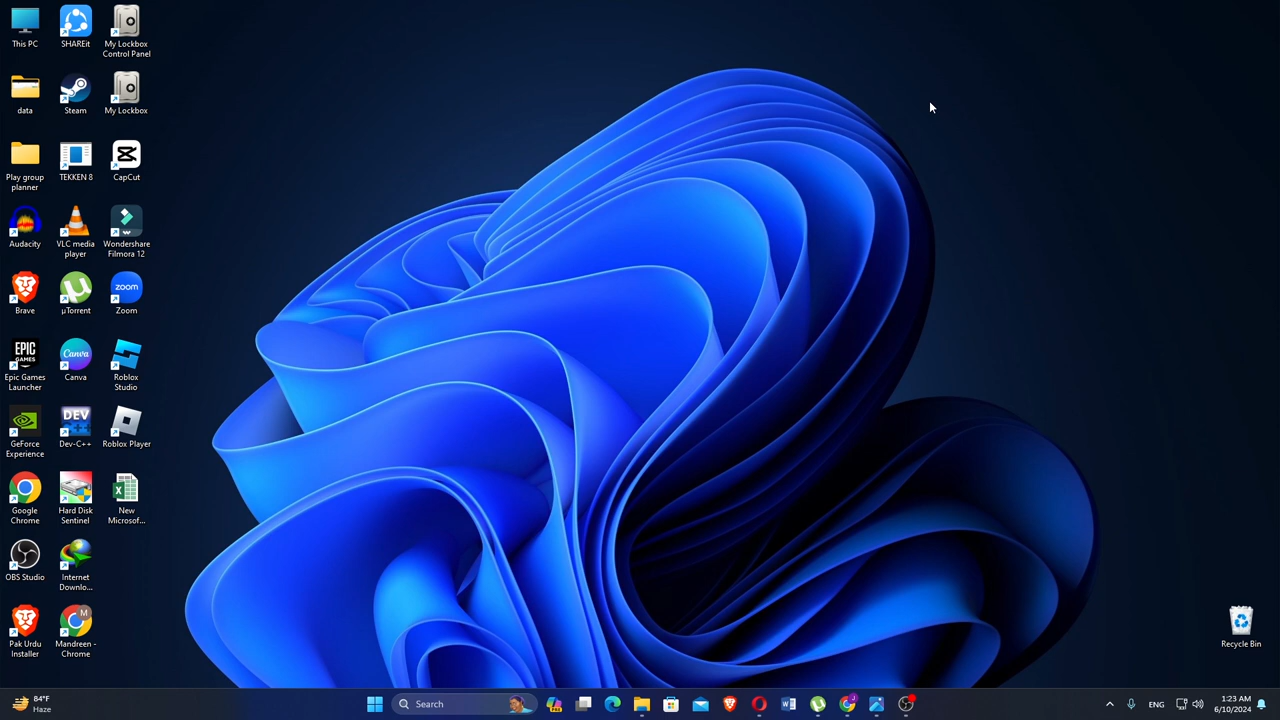 This PC
SHAREit
My Lockbox
Control Panel
data
Steam
My Lockbox
Play group
planner
TEKKEN 8
CapCut
Audacity
VLC media
player
Wondershare
Filmora 12
Brave
µTorrent
zoom
Zoom
EPIC
GAMES
Epic Games
Launcher
Canva
Canva
Roblox
Studio
GeForce
Experience
DEV
C++
Dev-C++
Roblox Player
Google
Chrome
Hard Disk
Sentinel
New
Microsof...
OBS Studio
Internet
Downlo...
Pak Urdu
Installer
M
Mandreen -
Chrome
Recycle Bin
84°F
Haze
Search
ENG
1:23 AM
6/10/2024